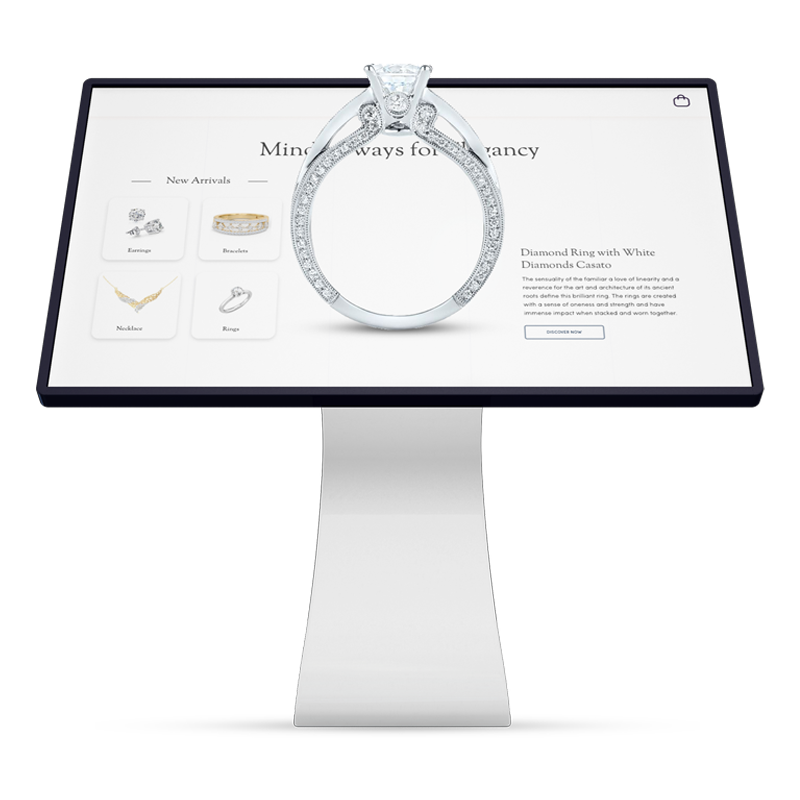 Mind ways for gancy
New Arrivals
Earrings
Bracelets
Necklace
Rings
Diamond Ring with White
Diamonds Casato
The sensuality of the familiar a love of linearity and a
reverence for the art and architecture of its ancient
roots define this brilliant ring. The rings are created
with a sense of oneness and strength and have
immense impact when stacked and worn together.
DISCOVER NOW